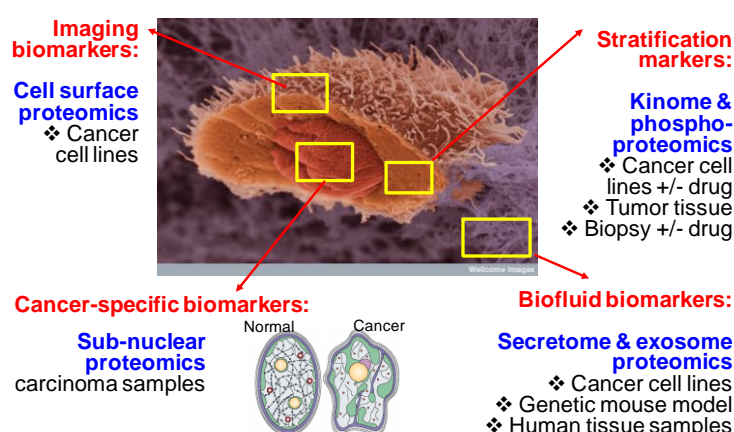 Imaging
biomarkers:
Cell surface
proteomics
❖ Cancer
cell lines
Stratification
markers:
Kinome &
phospho-
proteomics
❖ Cancer cell
lines +/- drug
❖ Tumor tissue
❖ Biopsy +/- drug
Wellcome Images
Cancer-specific biomarkers:
Sub-nuclear
proteomics
carcinoma samples
Normal
Cancer
Biofluid biomarkers:
Secretome & exosome
proteomics
❖ Cancer cell lines
❖ Genetic mouse model
❖ Human tissue samples